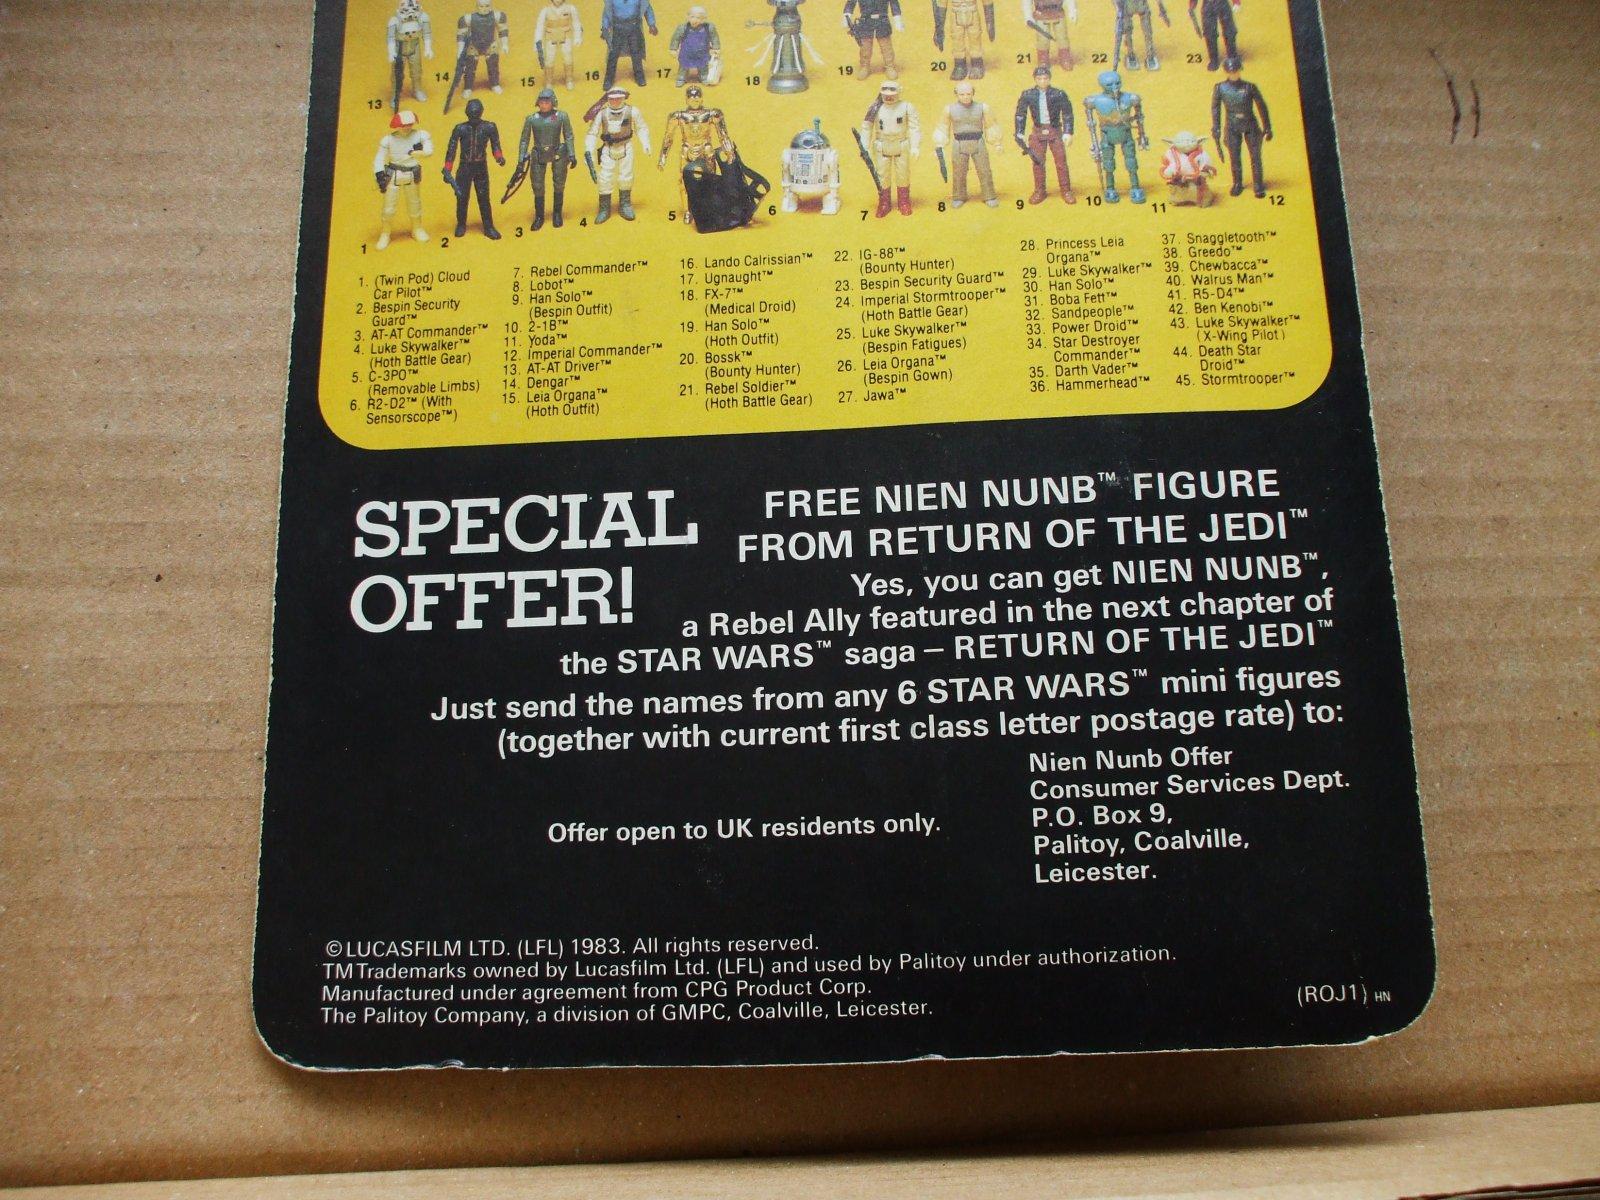 13
14
15
16
17
18
19
20
21
22
23
1
2
3
4
5
6
7
8
9
10
11
12
1. (Twin Pod) Cloud
Car Pilot™
2. Bespin Security
Guard™
3. AT-AT Commander™
4. Luke Skywalker™
(Hoth Battle Gear)
5. C-3PO™
(Removable Limbs)
6. R2-D2™ (With
Sensorscope™)
7. Rebel Commander™
8. Lobot™
9. Han Solo™
(Bespin Outfit)
10. 2-1B™
11. Yoda™
12. Imperial Commander™
13. AT-AT Driver™
14. Dengar™
15. Leia Organa™
(Hoth Outfit)
16. Lando Calrissian™
17. Ugnaught™
18. FX-7™
(Medical Droid)
19. Han Solo™
(Hoth Outfit)
20. Bossk™
(Bounty Hunter)
21. Rebel Soldier™
(Hoth Battle Gear)
22. IG-88™
(Bounty Hunter)
23. Bespin Security Guard™
24. Imperial Stormtrooper™
(Hoth Battle Gear)
25. Luke Skywalker™
(Bespin Fatigues)
26. Leia Organa™
(Bespin Gown)
27. Jawa™
28. Princess Leia
Organa™
29. Luke Skywalker™
30. Han Solo™
31. Boba Fett™
32. Sandpeople™
33. Power Droid™
34. Star Destroyer
Commander™
35. Darth Vader™
36. Hammerhead™
37. Snaggletooth™
38. Greedo™
39. Chewbacca™
40. Walrus Man™
41. R5-D4™
42. Ben Kenobi™
43. Luke Skywalker™
(X-Wing Pilot)
44. Death Star
Droid™
45. Stormtrooper™
SPECIAL
OFFER!
FREE NIEN NUNB™ FIGURE
FROM RETURN OF THE JEDI™
Yes, you can get NIEN NUNB™,
a Rebel Ally featured in the next chapter of
the STAR WARS™ saga – RETURN OF THE JEDI™
Just send the names from any 6 STAR WARS™ mini figures
(together with current first class letter postage rate) to:
Nien Nunb Offer
Consumer Services Dept.
P.O. Box 9,
Palitoy, Coalville,
Leicester.
Offer open to UK residents only.
© LUCASFILM LTD. (LFL) 1983. All rights reserved.
TM Trademarks owned by Lucasfilm Ltd. (LFL) and used by Palitoy under authorization.
Manufactured under agreement from CPG Product Corp.
The Palitoy Company, a division of GMPC, Coalville, Leicester.
(ROJ1) HN